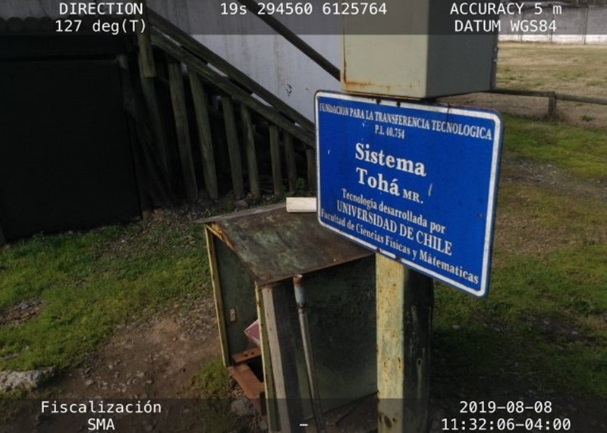 DIRECTION
127 deg(T)
19s 294560 6125764
ACCURACY 5 m
DATUM WGS84
FUNDACION PARA LA TRANSFERENCIA TECNOLOGICA
P.I. 40.754
Sistema
Tohá MR.
Tecnología desarrollada por
UNIVERSIDAD DE CHILE
Facultad de Ciencias Físicas y Matematicas
Fiscalización
SMA
–
2019-08-08
11:32:06-04:00